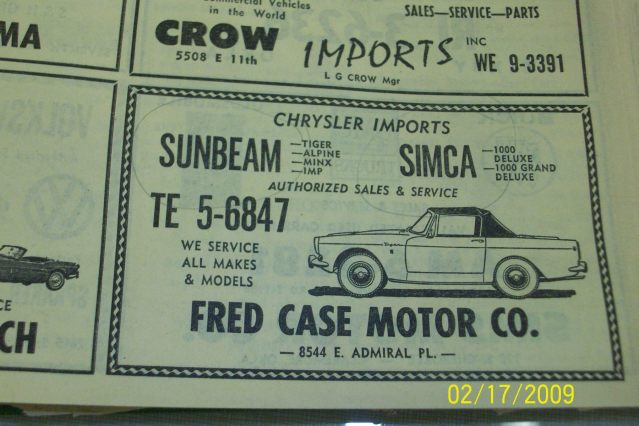 Commercial Vehicles
in the World
SALES—SERVICE—PARTS
MA
CROW IMPORTS INC
5508 E 11th
L G CROW Mgr
WE 9-3391
CHRYSLER IMPORTS
SUNBEAM
—TIGER
—ALPINE
—MINX
—IMP
SIMCA
—1000
DELUXE
—1000 GRAND
DELUXE
AUTHORIZED SALES & SERVICE
TE 5-6847
WE SERVICE
ALL MAKES
& MODELS
FRED CASE MOTOR CO.
— 8544 E. ADMIRAL PL. —
CE
CH
02/17/2009